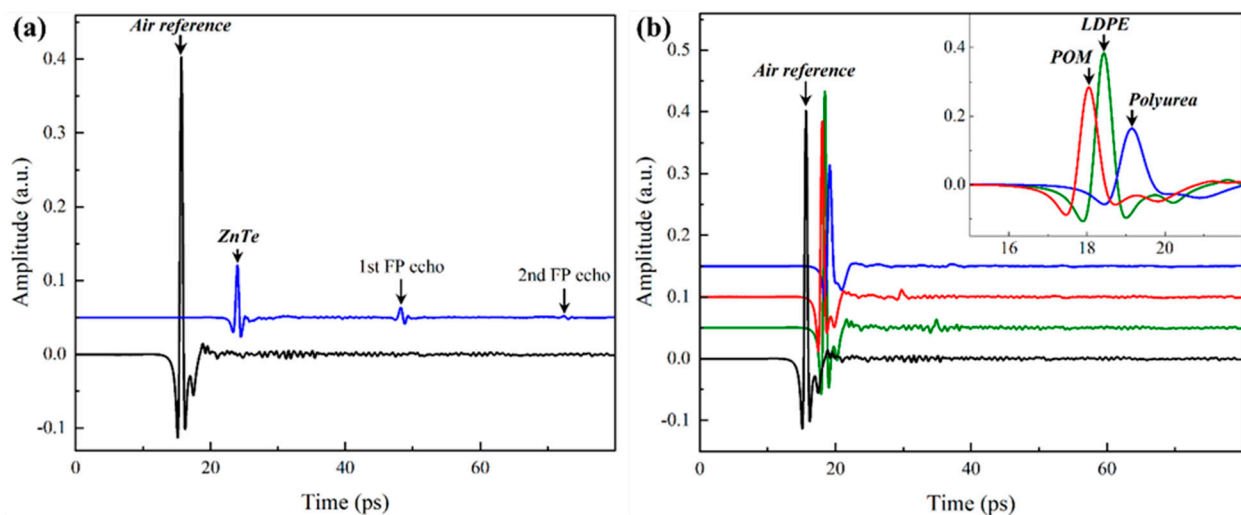 (a)
Air reference
ZnTe
1st FP echo
2nd FP echo
Amplitude (a.u.)
0.4
0.3
0.2
0.1
0.0
-0.1
0
20
40
60
Time (ps)
(b)
Air reference
Amplitude (a.u.)
0.5
0.4
0.3
0.2
0.1
0.0
-0.1
0
20
40
60
Time (ps)
LDPE
POM
Polyurea
0.4
0.2
0.0
16
18
20